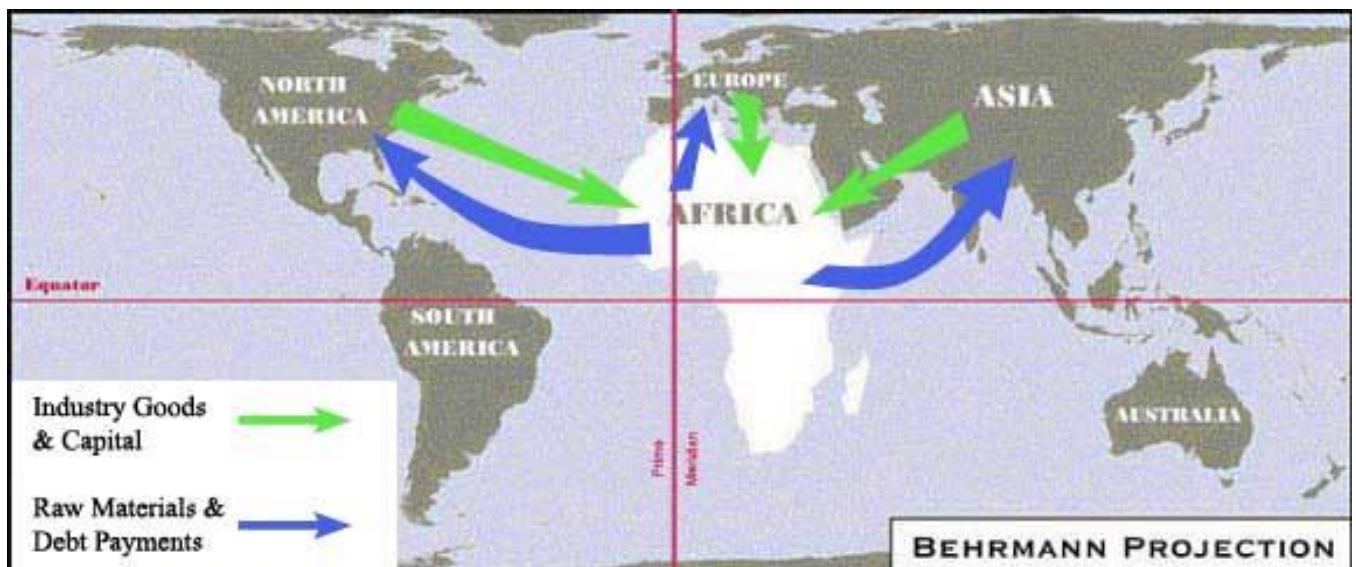 NORTH
AMERICA
EUROPE
ASIA
AFRICA
Equator
SOUTH
AMERICA
AUSTRALIA
Prime
Meridian
Industry Goods
& Capital
Raw Materials &
Debt Payments
BEHRMANN PROJECTION